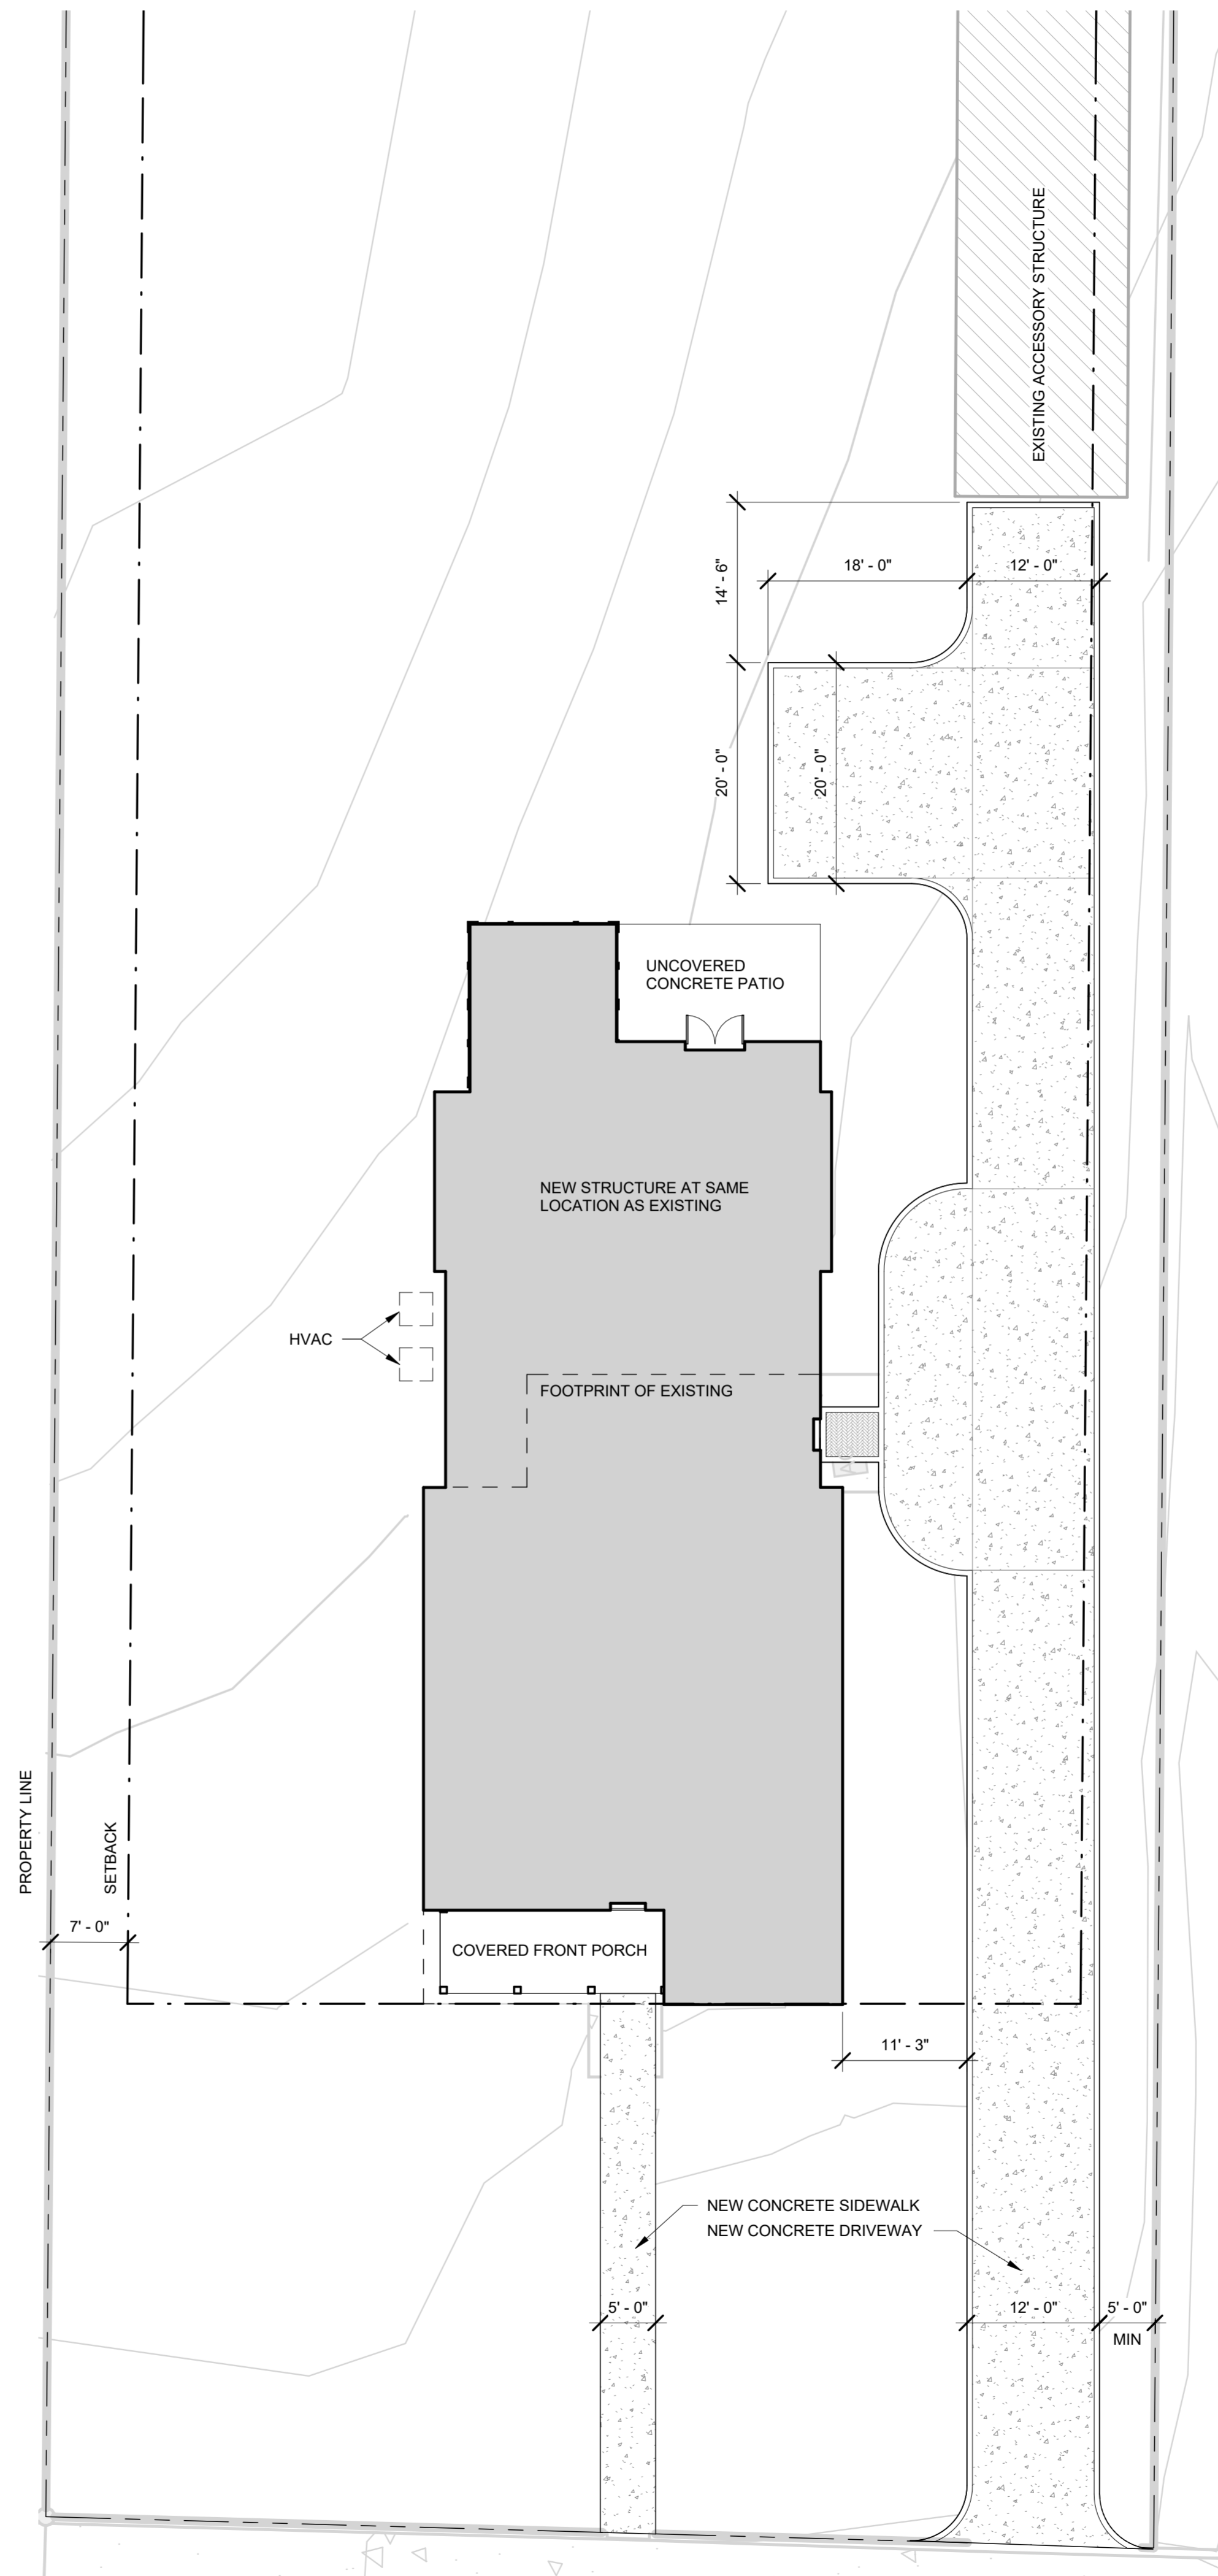 EXISTING ACCESSORY STRUCTURE
14' - 6"
18' - 0"
12' - 0"
20' - 0"
20' - 0"
UNCOVERED
CONCRETE PATIO
NEW STRUCTURE AT SAME
LOCATION AS EXISTING
HVAC
FOOTPRINT OF EXISTING
PROPERTY LINE
SETBACK
7' - 0"
COVERED FRONT PORCH
11' - 3"
NEW CONCRETE SIDEWALK
NEW CONCRETE DRIVEWAY
5' - 0"
12' - 0"
5' - 0"
MIN